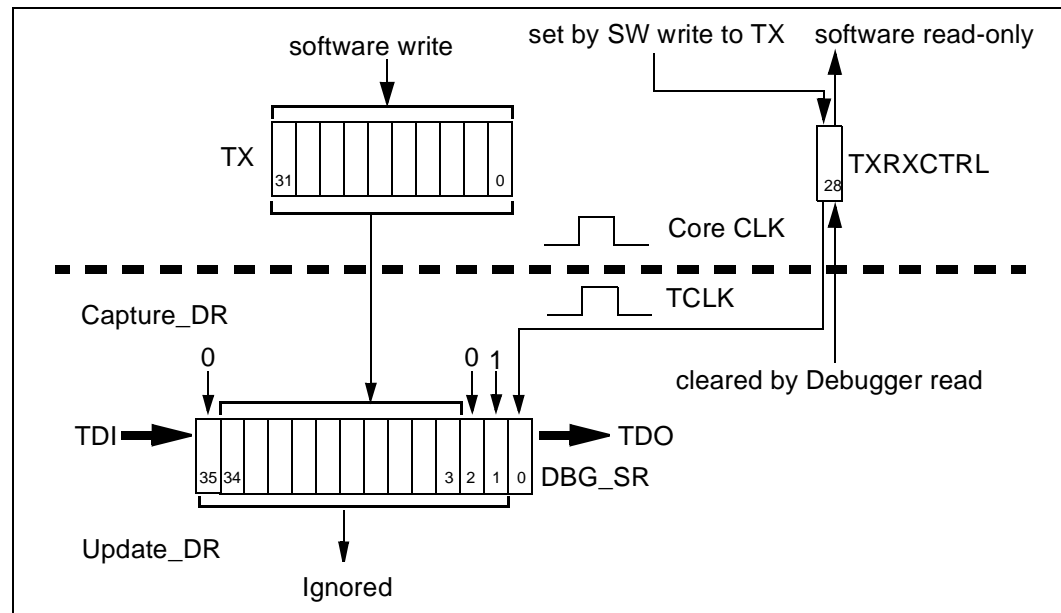 set by SW write to TX software read-only
software write
TX
31 0
TXRXCTRL
28
Core CLK
TCLK
Capture_DR
0 0 1
cleared by Debugger read
TDI TDO
35 34 3 2 1 0
DBG_SR
Update_DR
Ignored